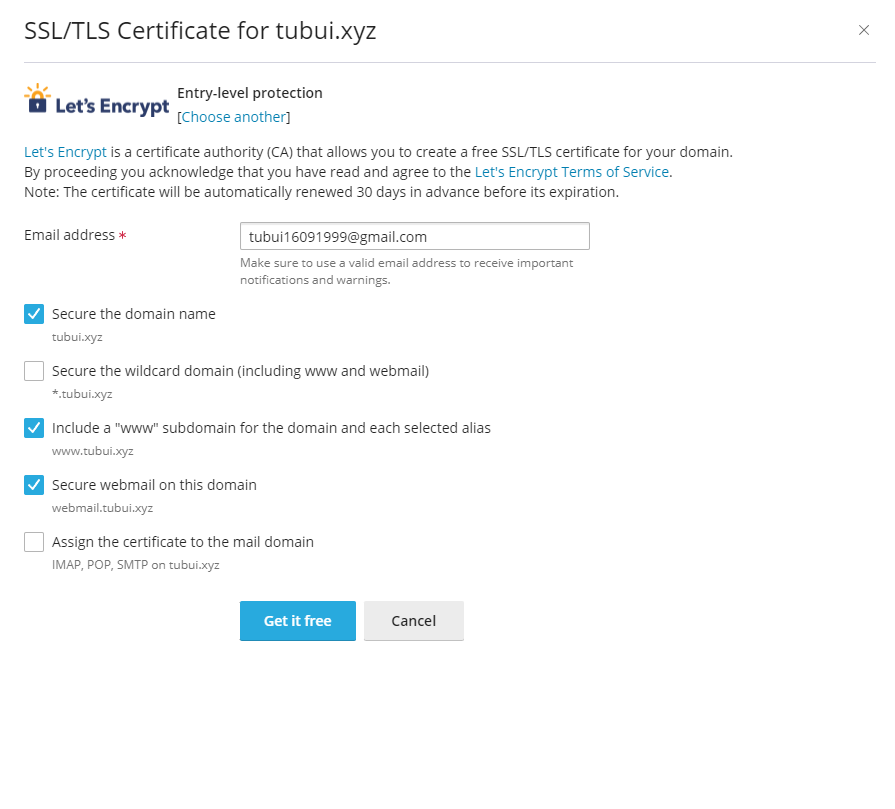 SSL/TLS Certificate for tubui.xyz
Let's Encrypt
Entry-level protection
[Choose another]
Let's Encrypt is a certificate authority (CA) that allows you to create a free SSL/TLS certificate for your domain.
By proceeding you acknowledge that you have read and agree to the Let's Encrypt Terms of Service.
Note: The certificate will be automatically renewed 30 days in advance before its expiration.
Email address *
tubui16091999@gmail.com
Make sure to use a valid email address to receive important
notifications and warnings.
Secure the domain name
tubui.xyz
Secure the wildcard domain (including www and webmail)
*.tubui.xyz
Include a "www" subdomain for the domain and each selected alias
www.tubui.xyz
Secure webmail on this domain
webmail.tubui.xyz
Assign the certificate to the mail domain
IMAP, POP, SMTP on tubui.xyz
Get it free
Cancel